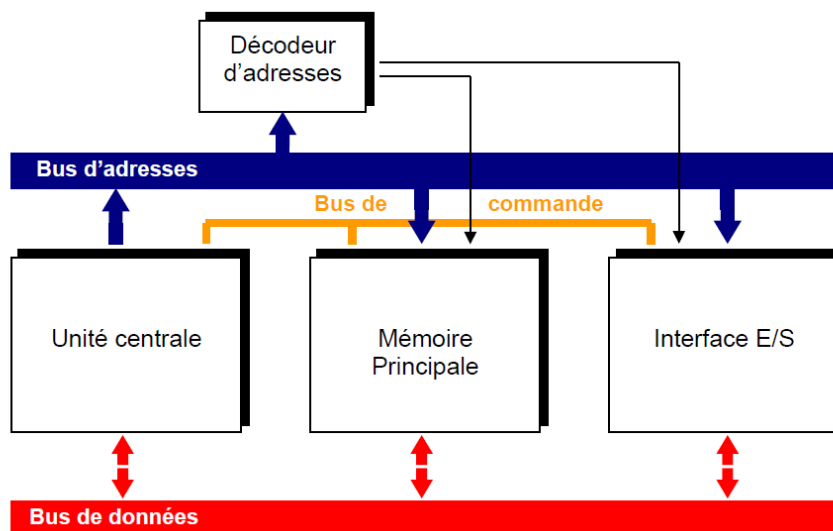 Décodeur
d'adresses
Bus d'adresses
Bus de commande
Unité centrale
Mémoire
Principale
Interface E/S
Bus de données